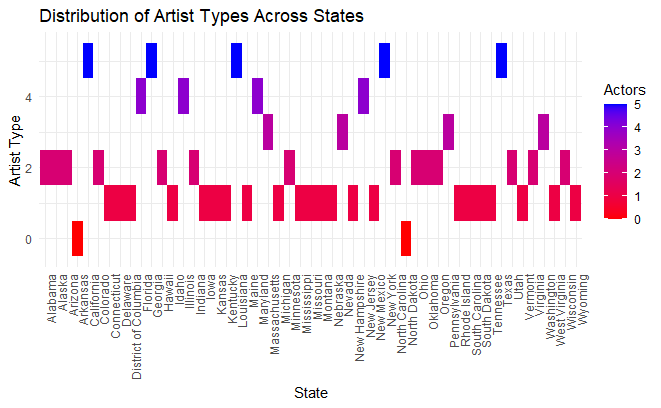 Distribution of Artist Types Across States
Artist Type
4
2
0
Alabama
Alaska
Arizona
Arkansas
California
Colorado
Connecticut
Delaware
District of Columbia
Florida
Georgia
Hawaii
Idaho
Illinois
Indiana
Iowa
Kansas
Kentucky
Louisiana
Maine
Maryland
Massachusetts
Michigan
Minnesota
Mississippi
Missouri
Montana
Nebraska
Nevada
New Hampshire
New Jersey
New Mexico
New York
North Carolina
North Dakota
Ohio
Oklahoma
Oregon
Pennsylvania
Rhode Island
South Carolina
South Dakota
Tennessee
Texas
Utah
Vermont
Virginia
Washington
West Virginia
Wisconsin
Wyoming
State
Actors
5
4
3
2
1
0